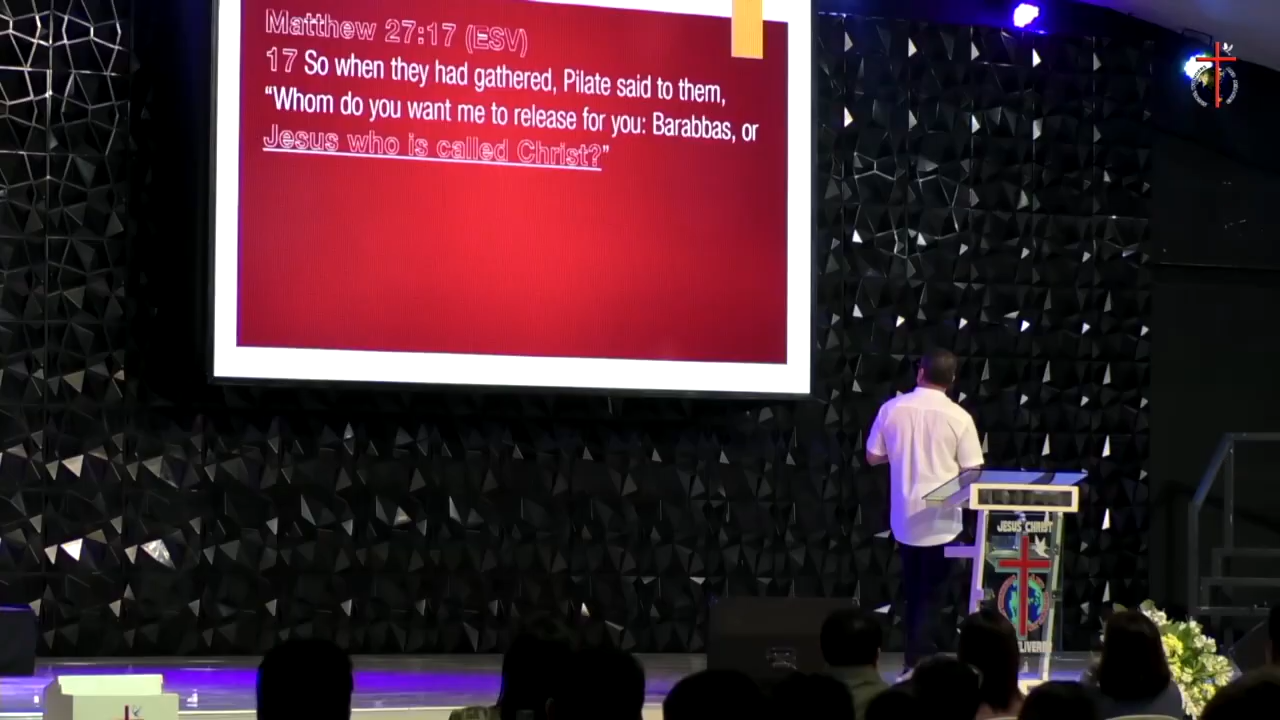 Matthew 27:17 (ESV)
17 So when they had gathered, Pilate said to them,
“Whom do you want me to release for you: Barabbas, or
Jesus who is called Christ?”
JESUS CHRIST